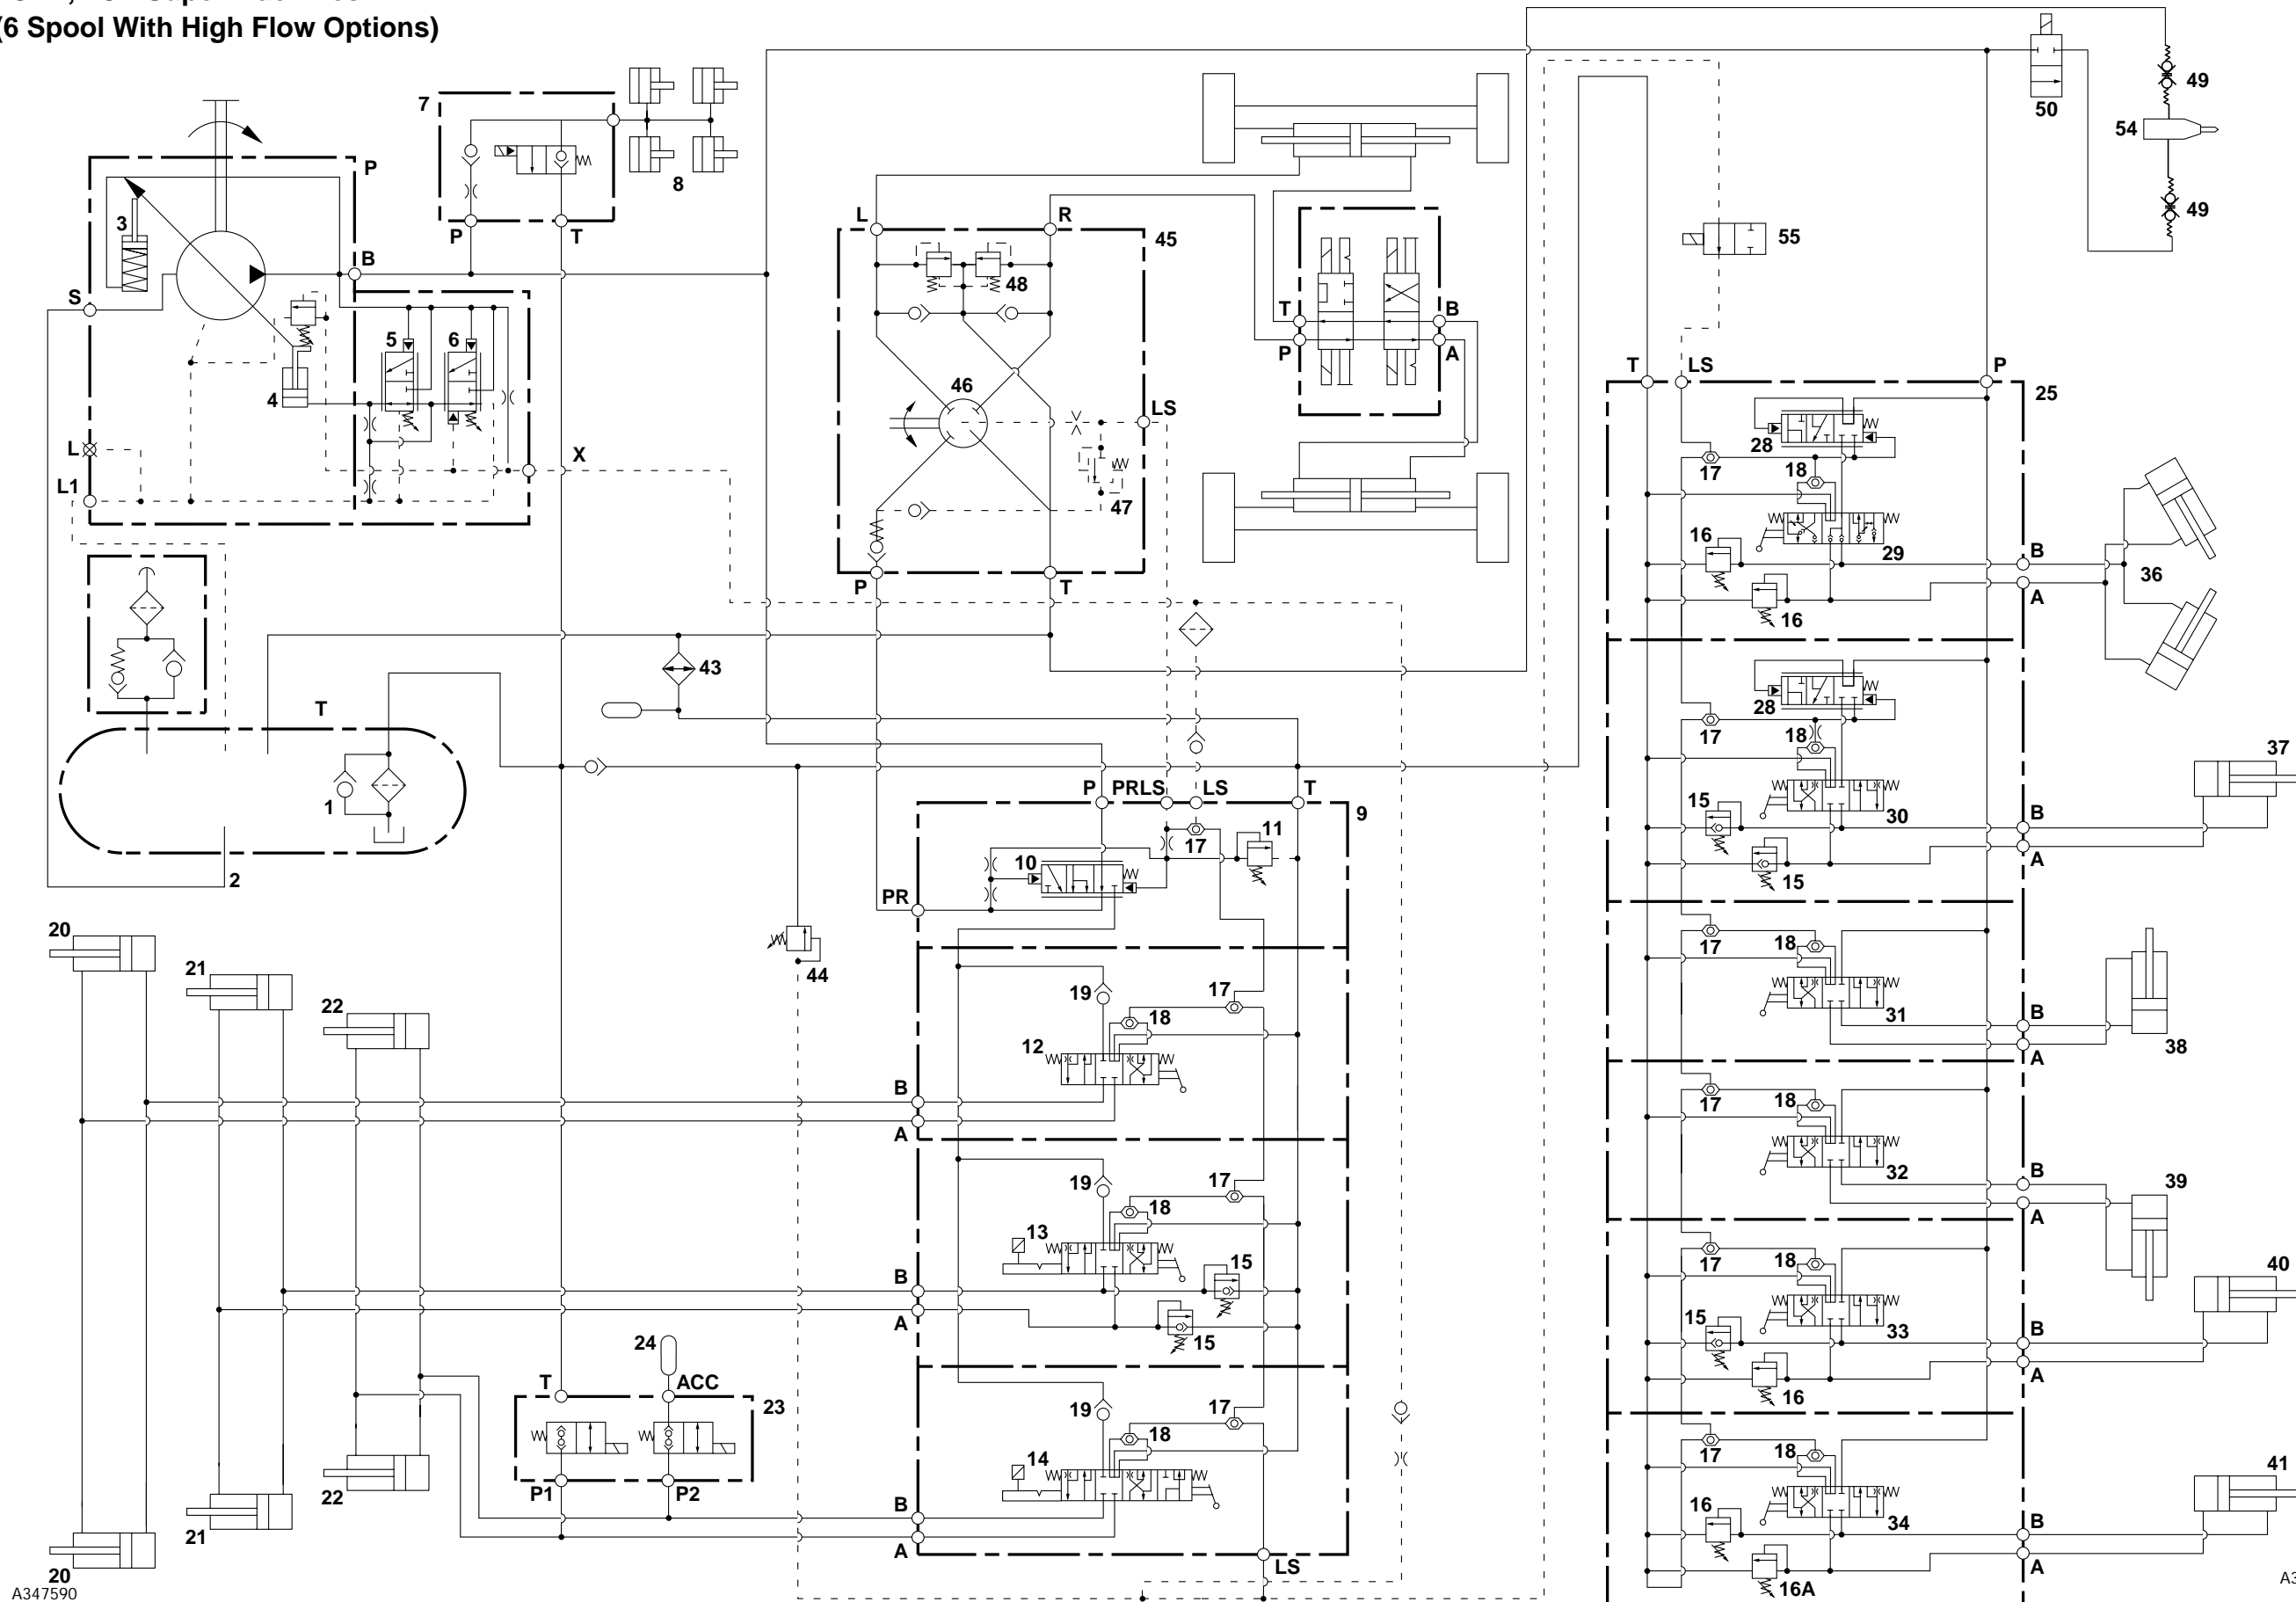 (6 Spool With High Flow Options)
7
8
P
3
B
S
5
6
4
L
L1
X
P
T
L
R
45
48
46
LS
47
P
T
T
P
B
A
50
49
54
49
55
T
LS
P
25
28
17
18
29
16
16
B
A
36
28
17
18
30
15
15
B
A
37
17
18
31
B
A
38
17
18
32
B
A
39
17
18
33
15
16
B
A
40
17
18
34
16
16A
B
A
41
43
T
1
2
44
P
PRLS
LS
T
9
11
17
10
PR
19
17
18
12
B
A
19
17
18
13
15
15
B
A
19
17
18
14
B
A
LS
20
21
22
24
T
ACC
23
P1
P2
22
21
20
A347590